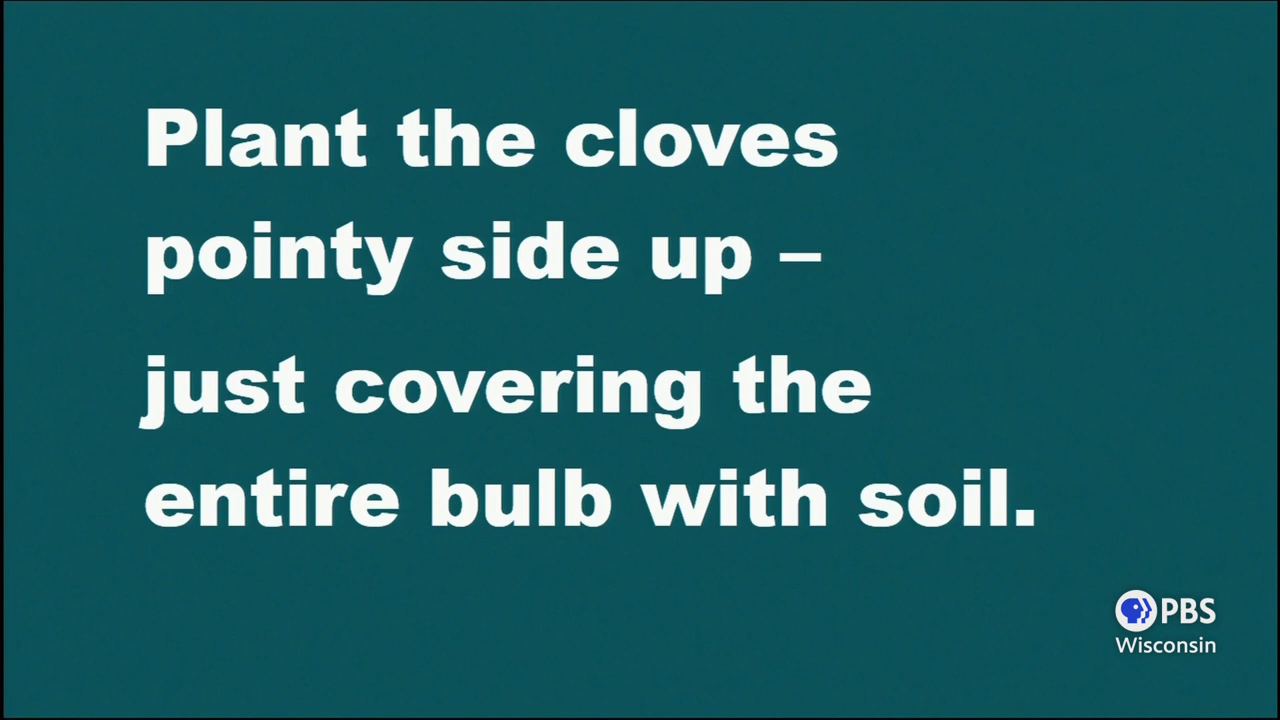 Plant the cloves
pointy side up –
just covering the
entire bulb with soil.
PBS
Wisconsin